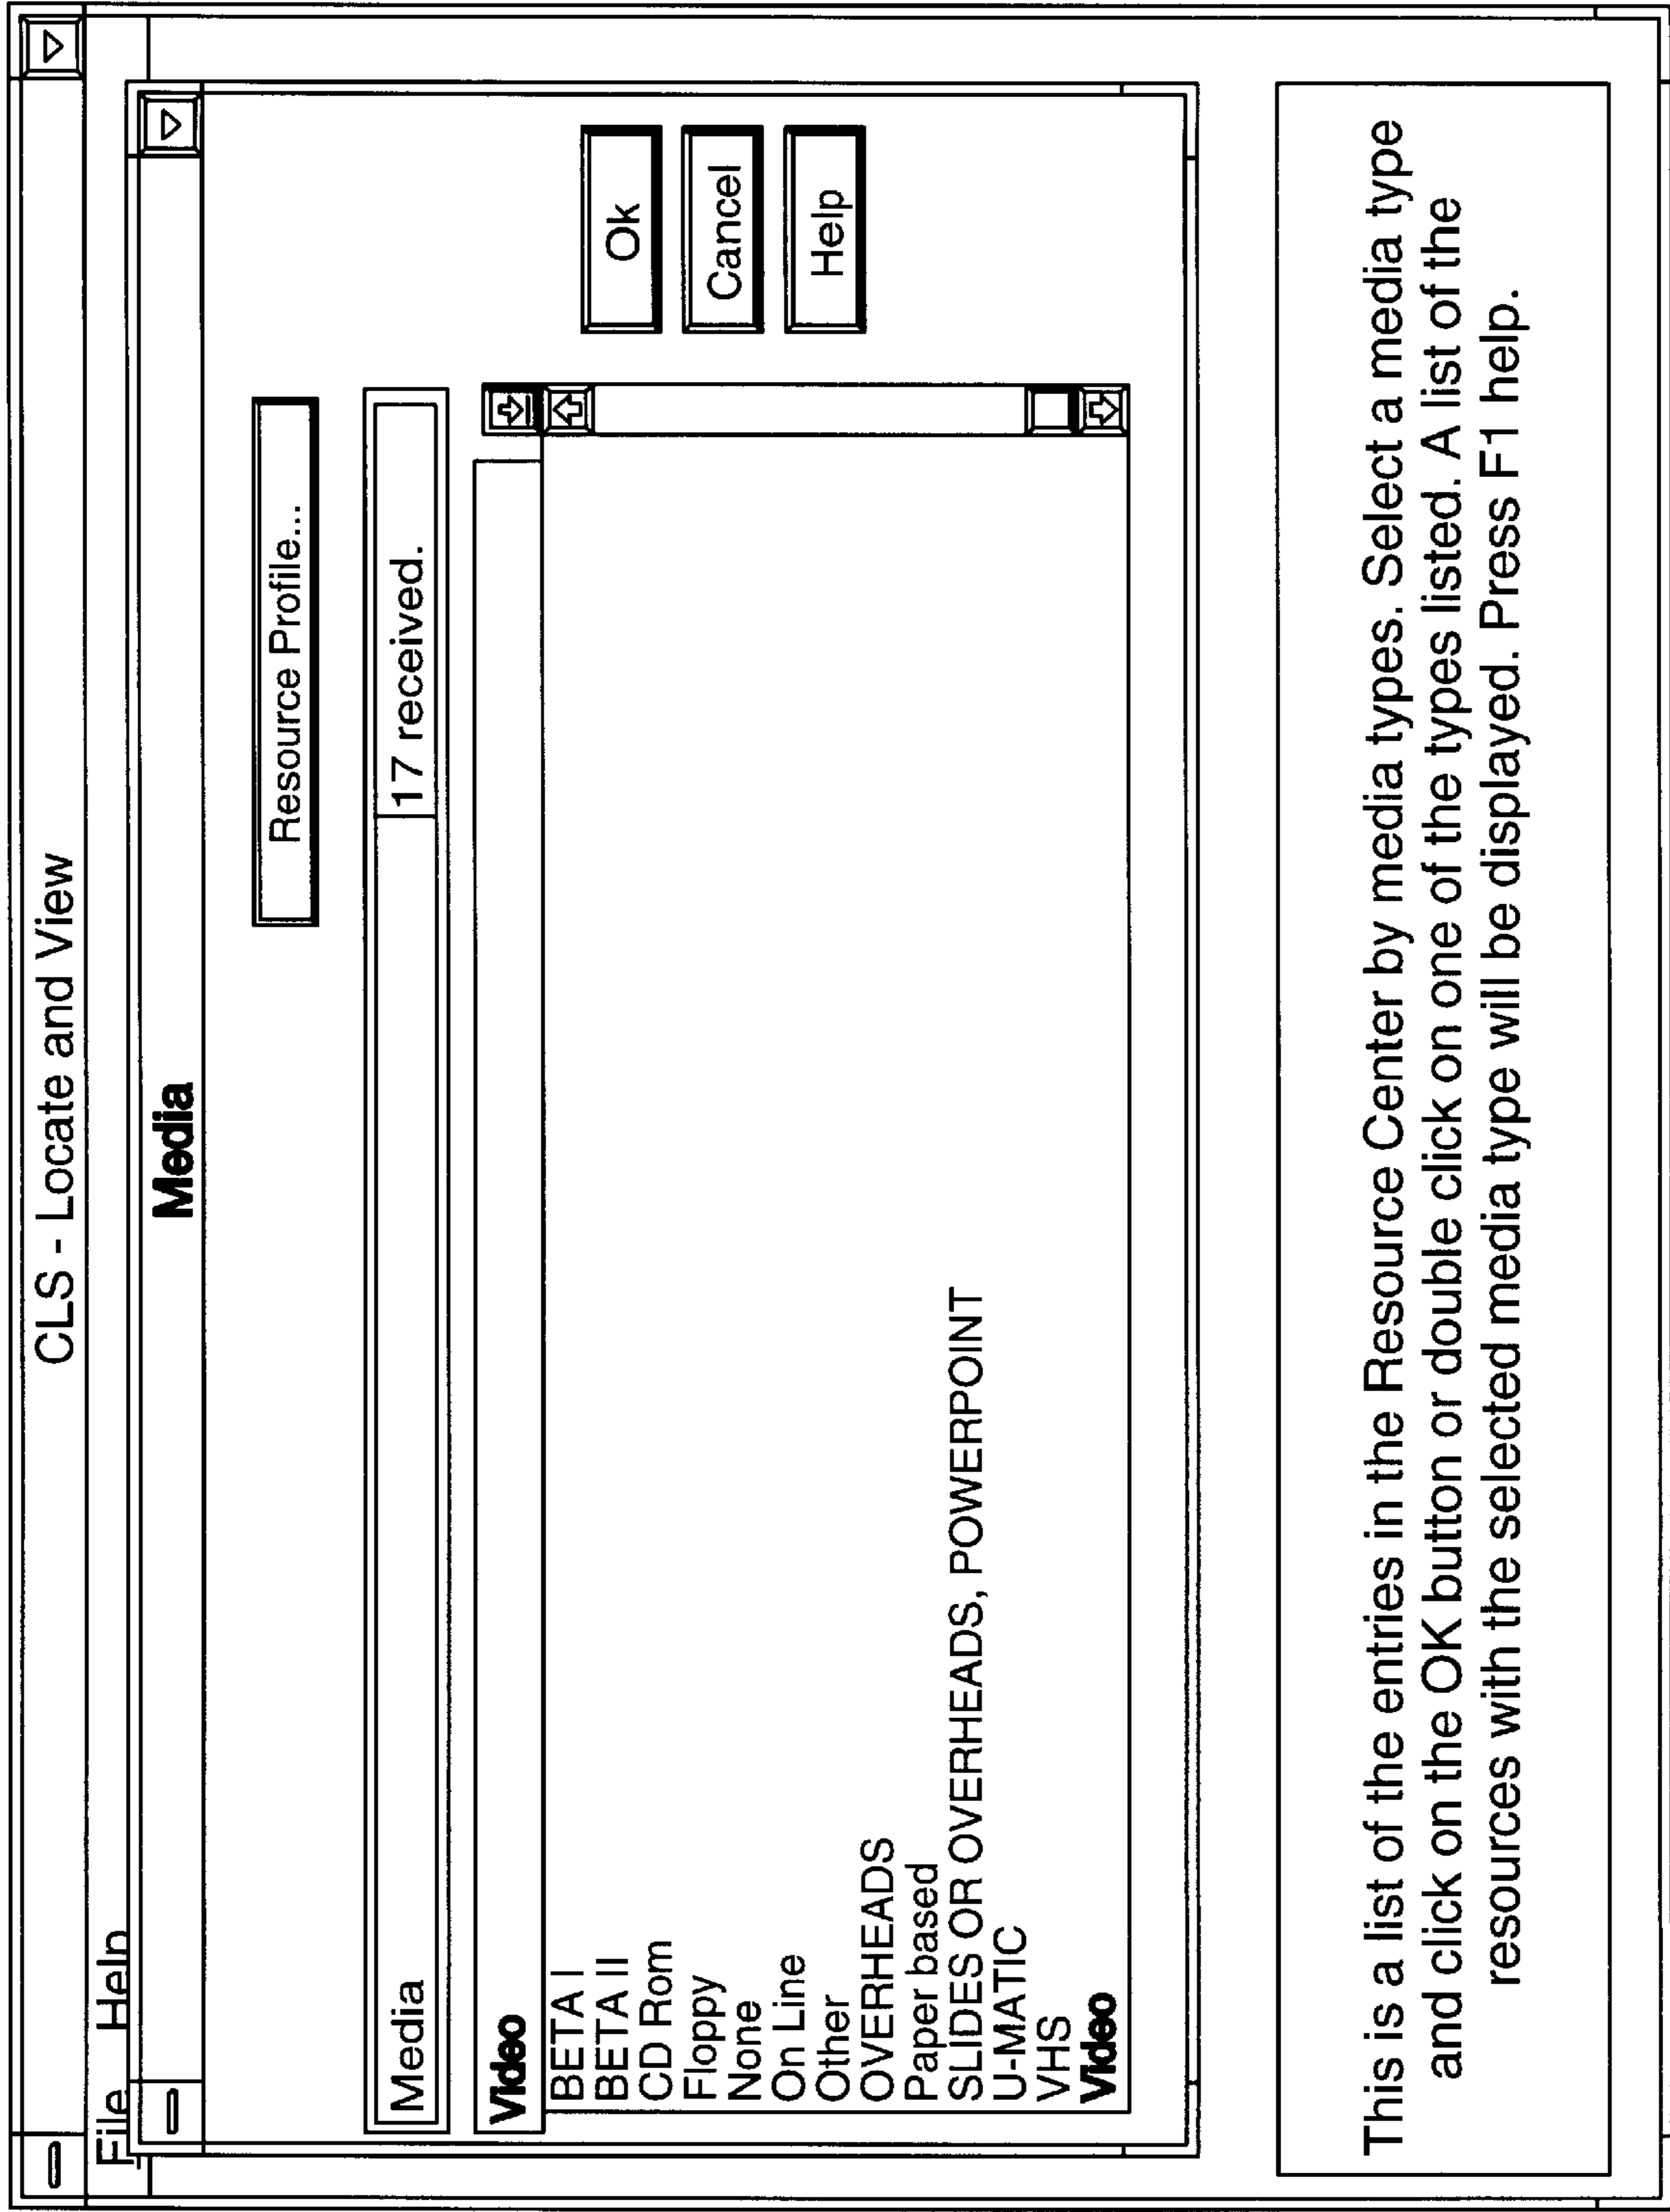 CLS - Locate and View
File Help
Media
Resource Profile...
Media 17 received.
Video
BETA I
BETA II
CD Rom
Floppy
None
On Line
Other
OVERHEADS
Paper based
SLIDES OR OVERHEADS, POWERPOINT
U-MATIC
VHS
Video
Ok
Cancel
Help
This is a list of the entries in the Resource Center by media types. Select a media type
and click on the OK button or double click on one of the types listed. A list of the
resources with the selected media type will be displayed. Press F1 help.